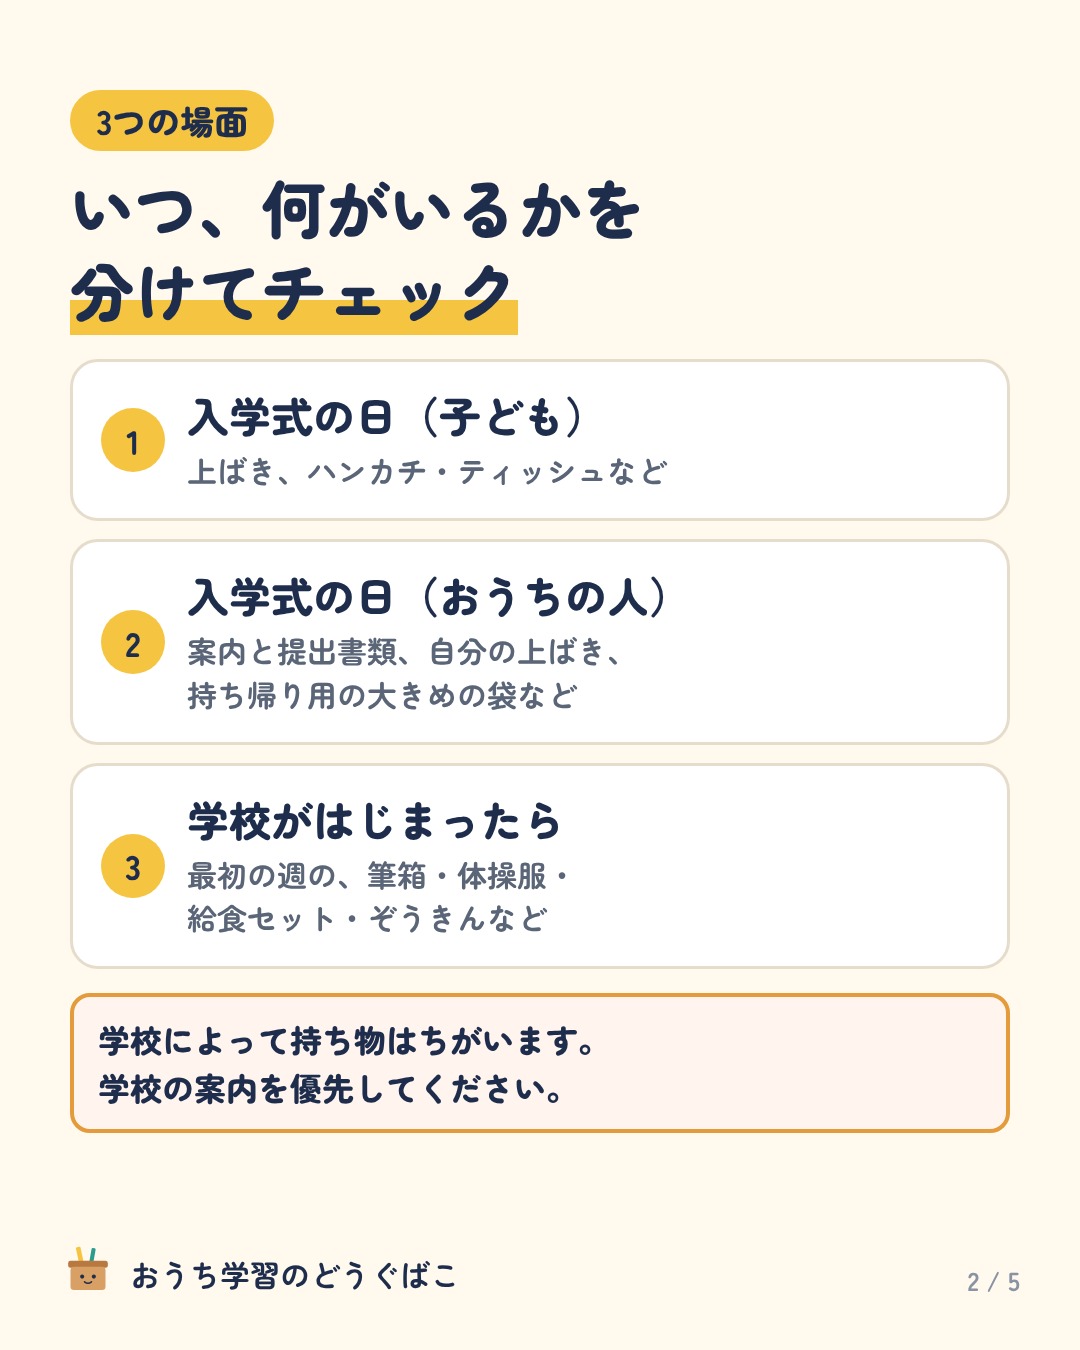 3つの場面
いつ、何がいるかを
分けてチェック
1
入学式の日（子ども）
上ばき、ハンカチ・ティッシュなど
2
入学式の日（おうちの人）
案内と提出書類、自分の上ばき、
持ち帰り用の大きめの袋など
3
学校がはじまったら
最初の週の、筆箱・体操服・
給食セット・ぞうきんなど
学校によって持ち物はちがいます。
学校の案内を優先してください。
おうち学習のどうぐばこ
2 / 5